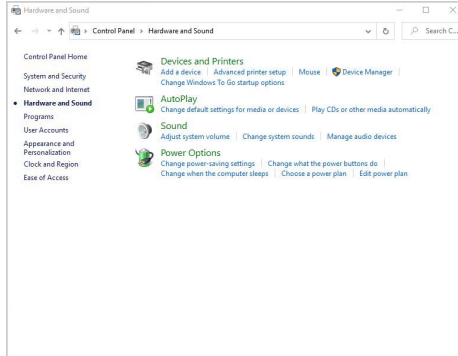 Hardware and Sound
Control Panel > Hardware and Sound
Search C...
Control Panel Home
System and Security
Network and Internet
Hardware and Sound
Programs
User Accounts
Appearance and
Personalization
Clock and Region
Ease of Access
Devices and Printers
Add a device | Advanced printer setup | Mouse | Device Manager |
Change Windows To Go startup options
AutoPlay
Change default settings for media or devices | Play CDs or other media automatically
Sound
Adjust system volume | Change system sounds | Manage audio devices
Power Options
Change power-saving settings | Change what the power buttons do |
Change when the computer sleeps | Choose a power plan | Edit power plan